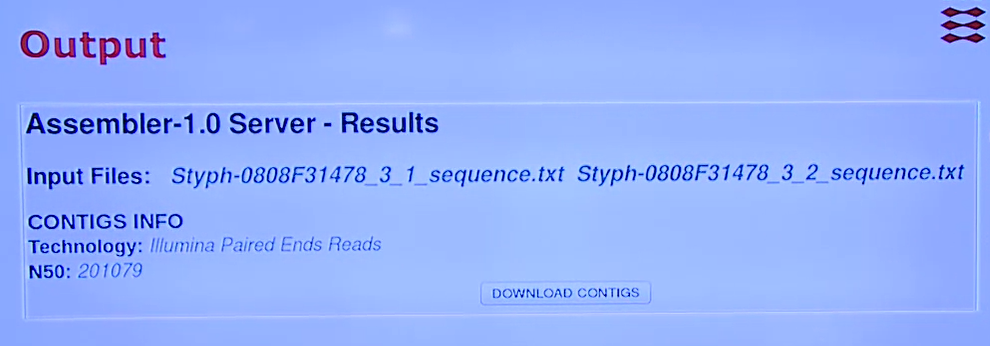 Output
Assembler-1.0 Server - Results
Input Files: Styph-0808F31478_3_1_sequence.txt Styph-0808F31478_3_2_sequence.txt
CONTIGS INFO
Technology: Illumina Paired Ends Reads
N50: 201079
DOWNLOAD CONTIGS